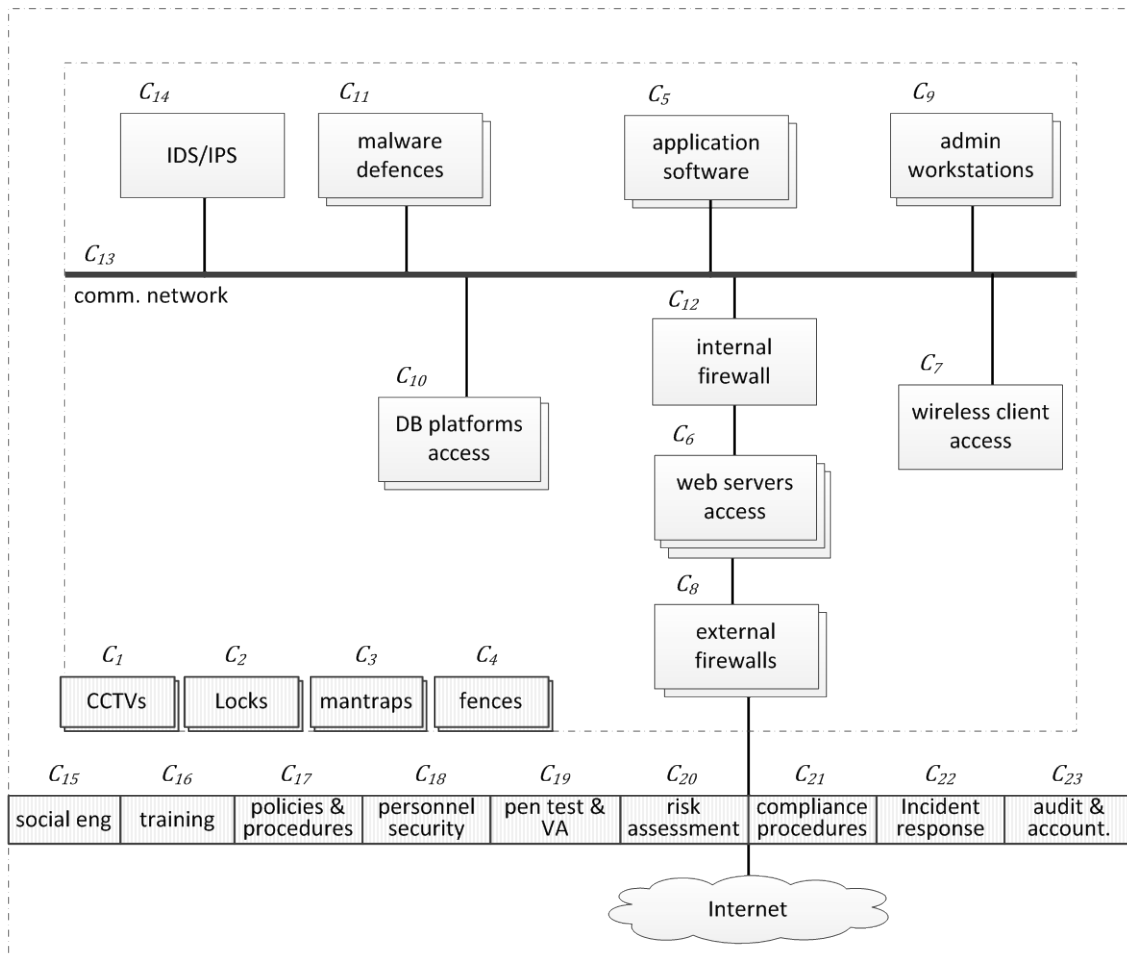 C14
C11
C5
C9
IDS/IPS
malware
defences
application
software
admin
workstations
C13
comm. network
C12
internal
firewall
C10
DB platforms
access
C7
wireless client
access
C6
web servers
access
C8
external
firewalls
C1
C2
C3
C4
CCTVs
Locks
mantraps
fences
C15
C16
C17
C18
C19
C20
C21
C22
C23
social eng
training
policies &
procedures
personnel
security
pen test &
VA
risk
assessment
compliance
procedures
Incident
response
audit &
account.
Internet